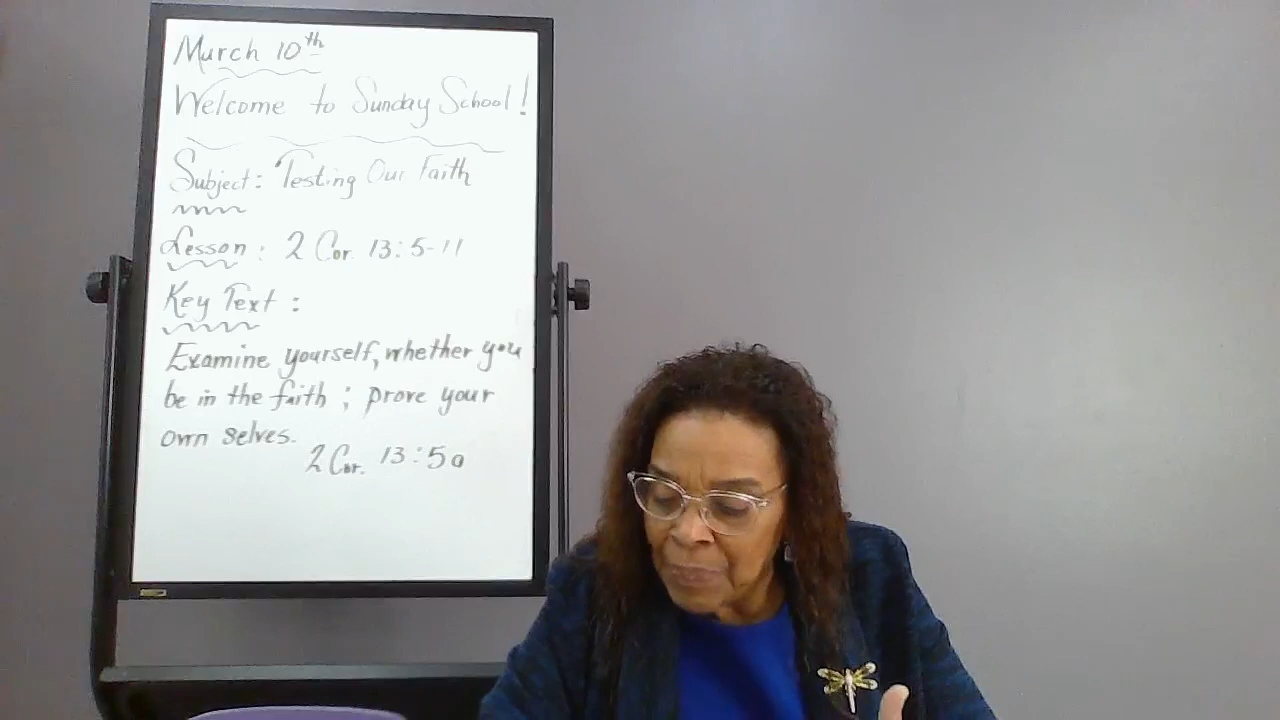 March 10th
Welcome to Sunday School!
Subject: Testing Our Faith
Lesson: 2 Cor. 13:5-11
Key Text:
Examine yourself, whether you
be in the faith; prove your
own selves.
2 Cor. 13:5a